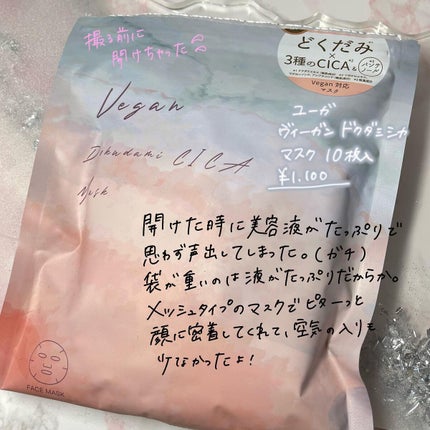 撮る前に
開けちゃった
どくだみ
×
3種のCICA
Vegan対応
マスク
Vegan
Dokudami CICA
Mask
ユーガ
ヴィーガン ドクダミシカ
マスク 10枚入
¥1,100
開けた時に美容液がたっぷりで
思わず声出してしまった。(ガチ)
袋が重いのは液がたっぷりだからか。
メッシュタイプのマスクでピターっと
顔に密着してくれて、空気の入りも
少なかったよ!
FACE MASK